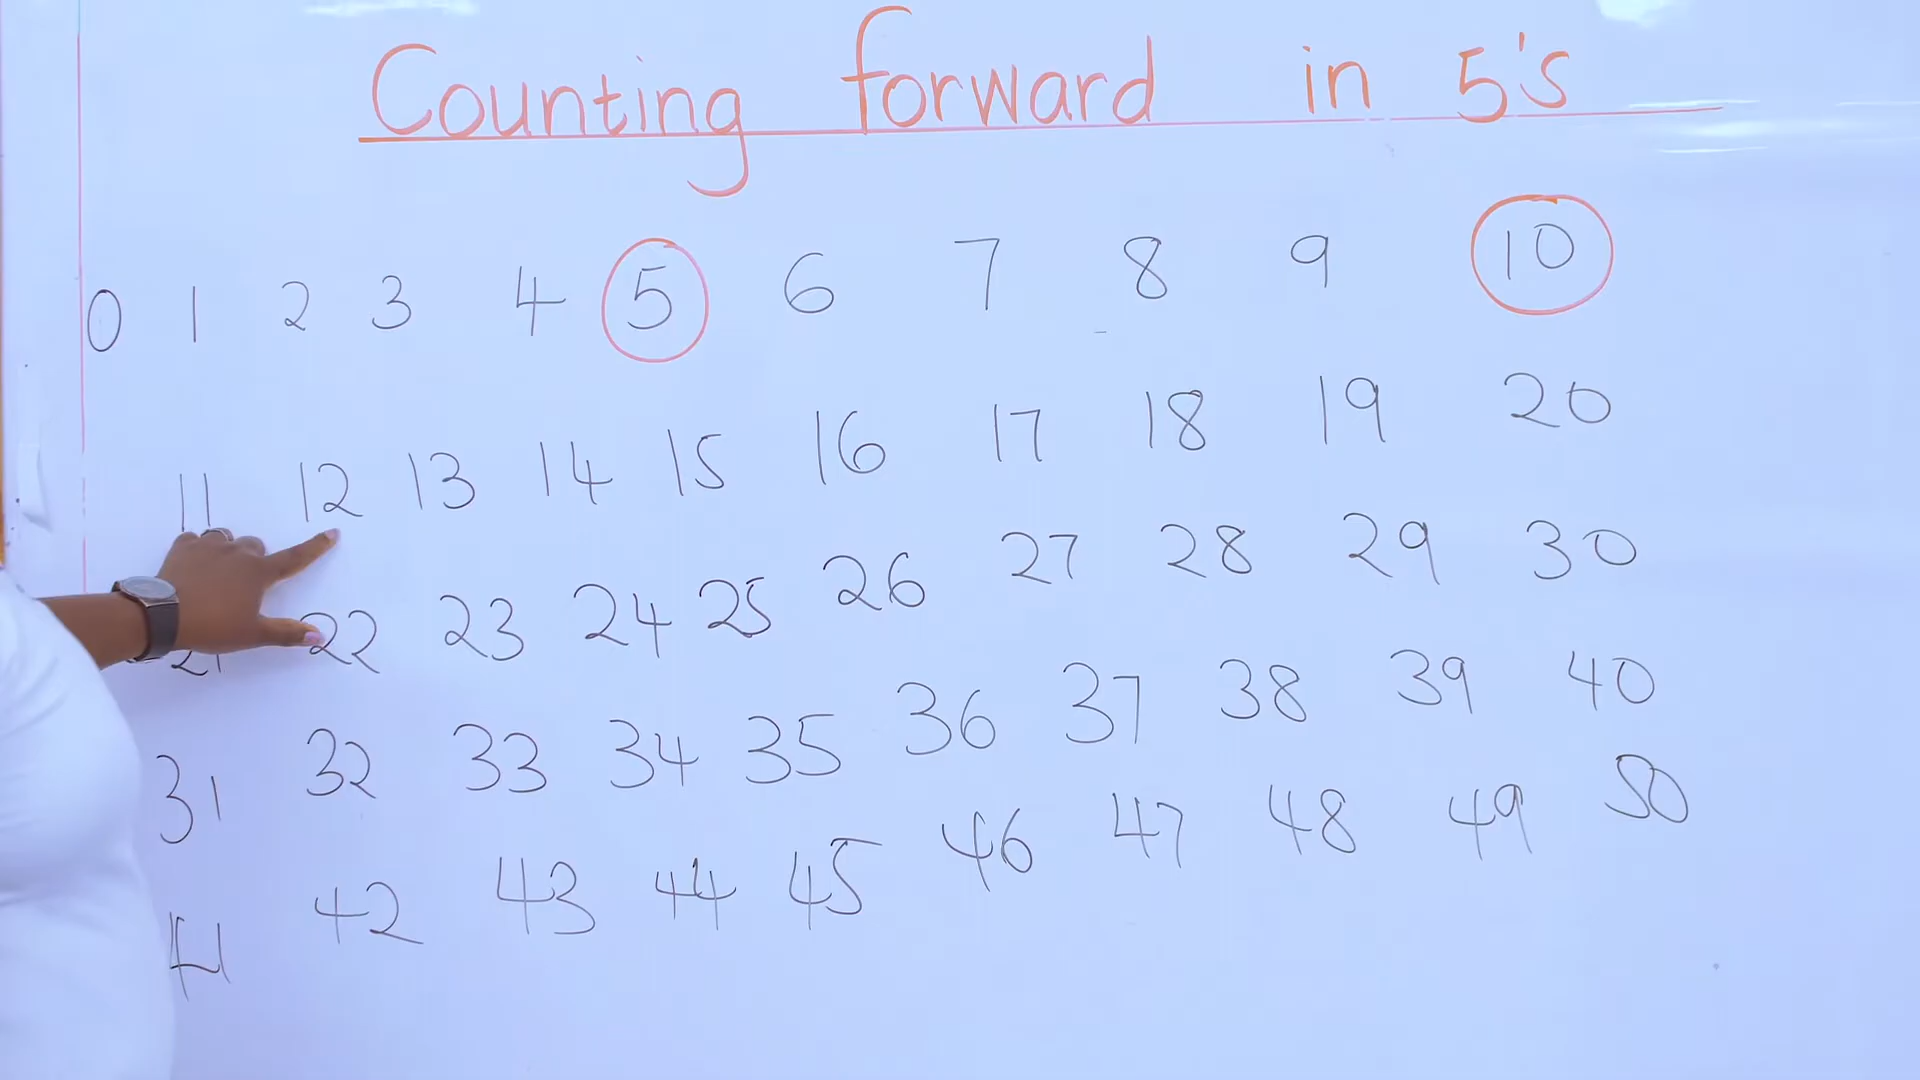 Counting forward in 5's
0 1 2 3 4 5 6 7 8 9 10
11 12 13 14 15 16 17 18 19 20
21 22 23 24 25 26 27 28 29 30
31 32 33 34 35 36 37 38 39 40
41 42 43 44 45 46 47 48 49 50